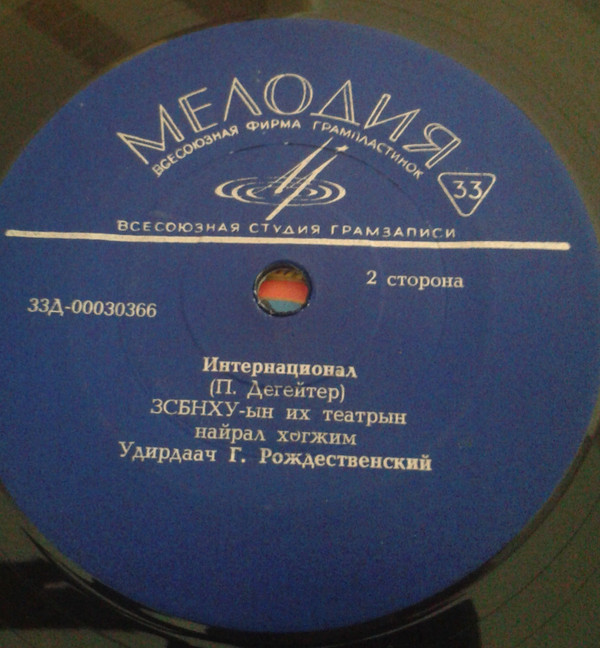 МЕЛОДИЯ
ВСЕСОЮЗНАЯ ФИРМА ГРАМПЛАСТИНОК
33
ВСЕСОЮЗНАЯ СТУДИЯ ГРАМЗАПИСИ
2 сторона
33Д-00030366
Интернационал
(П. Дегейтер)
ЗСБНХУ-ын их театрын
найрал хогжим
Удирдаач Г. Рождественский